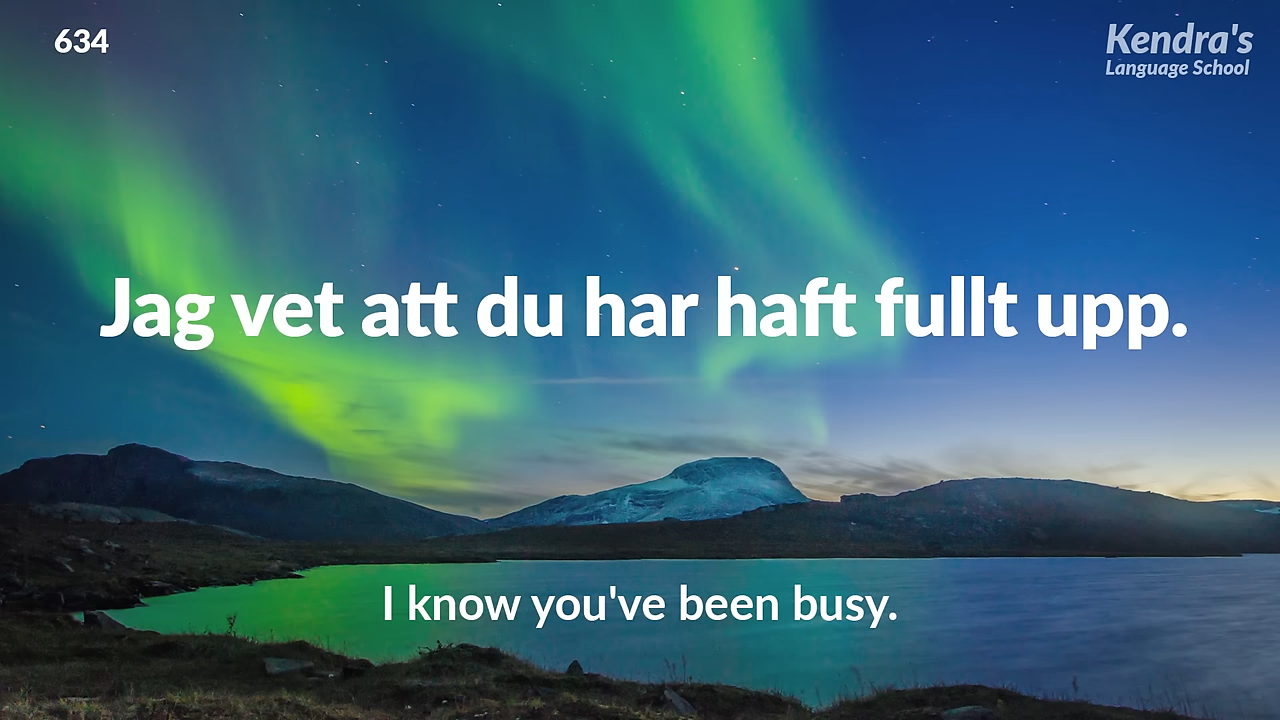 634
Kendra's
Language School
Jag vet att du har haft fullt upp.
I know you've been busy.